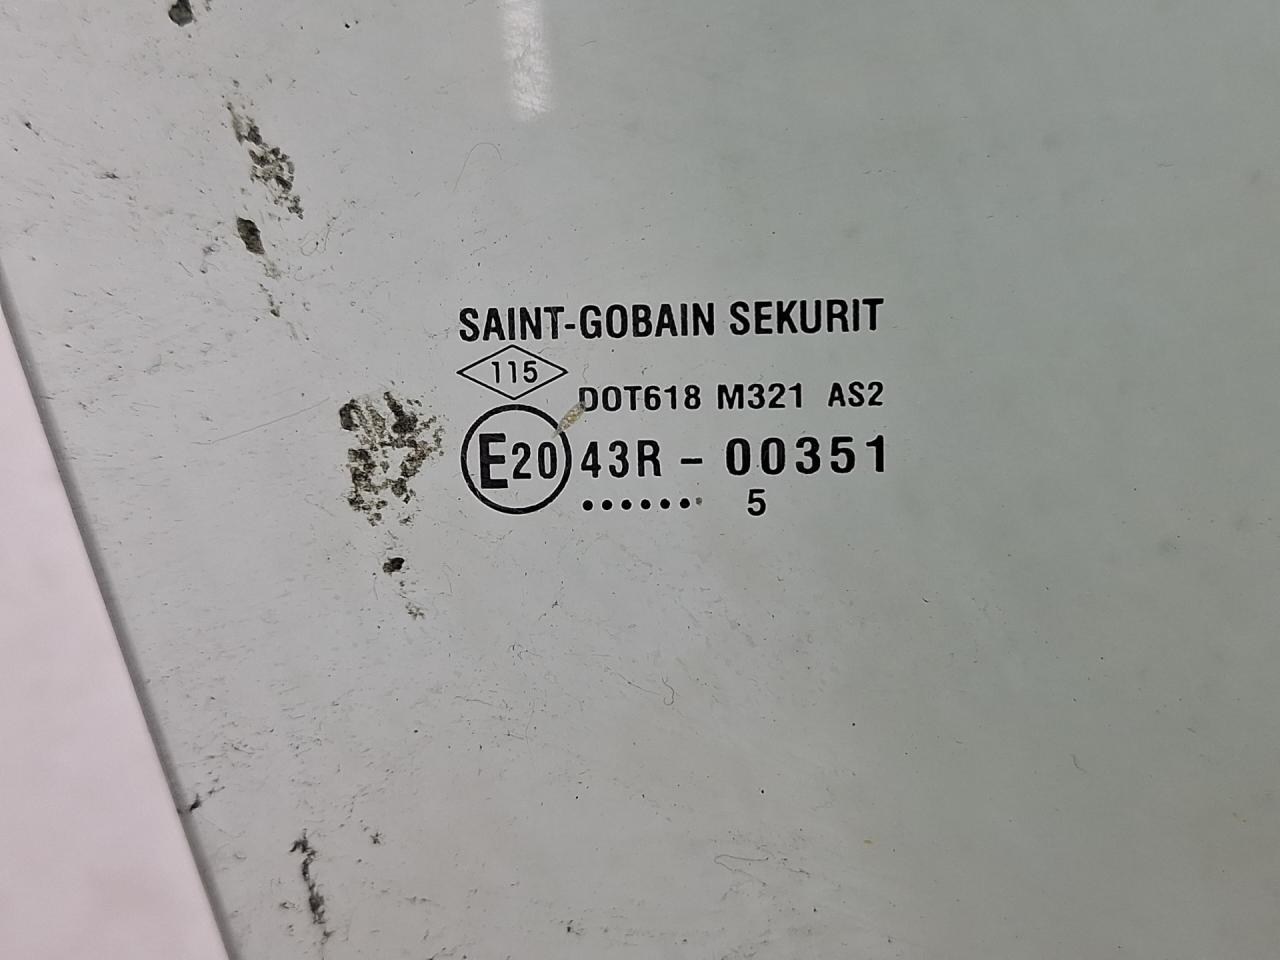 SAINT-GOBAIN SEKURIT
115
DOT618 M321 AS2
E20 43R - 00351
....... 5